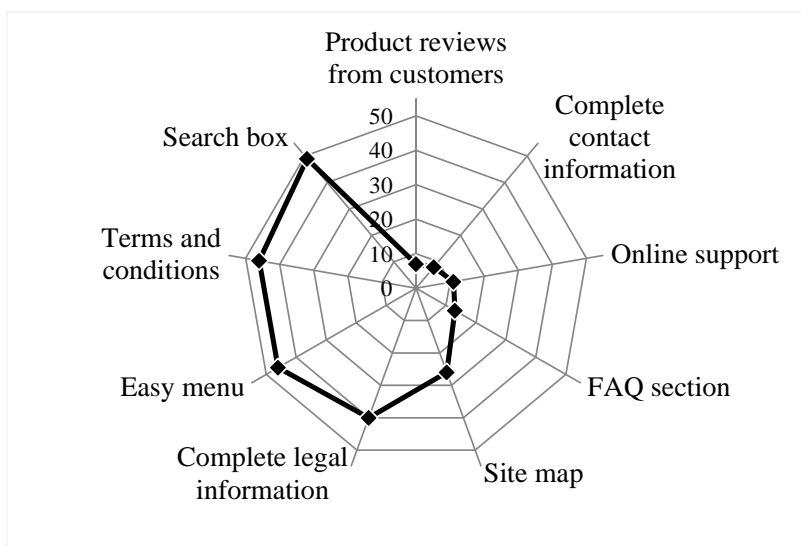 Product reviews
from customers
Complete
contact
information
Online support
FAQ section
Site map
Complete legal
information
Easy menu
Terms and
conditions
Search box
50
40
30
20
10
0